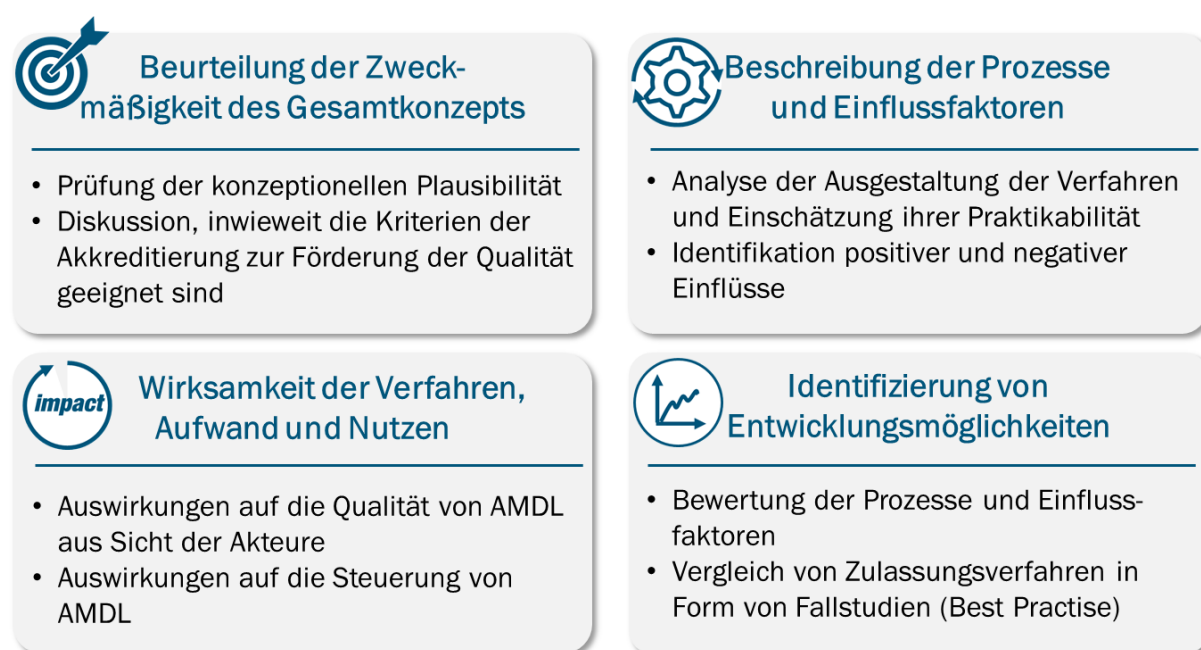 Beurteilung der Zweck-
mäßigkeit des Gesamtkonzepts
• Prüfung der konzeptionellen Plausibilität
• Diskussion, inwieweit die Kriterien der
Akkreditierung zur Förderung der Qualität
geeignet sind
Beschreibung der Prozesse
und Einflussfaktoren
• Analyse der Ausgestaltung der Verfahren
und Einschätzung ihrer Praktikabilität
• Identifikation positiver und negativer
Einflüsse
impact
Wirksamkeit der Verfahren,
Aufwand und Nutzen
• Auswirkungen auf die Qualität von AMDL
aus Sicht der Akteure
• Auswirkungen auf die Steuerung von
AMDL
Identifizierung von
Entwicklungsmöglichkeiten
• Bewertung der Prozesse und Einfluss-
faktoren
• Vergleich von Zulassungsverfahren in
Form von Fallstudien (Best Practise)